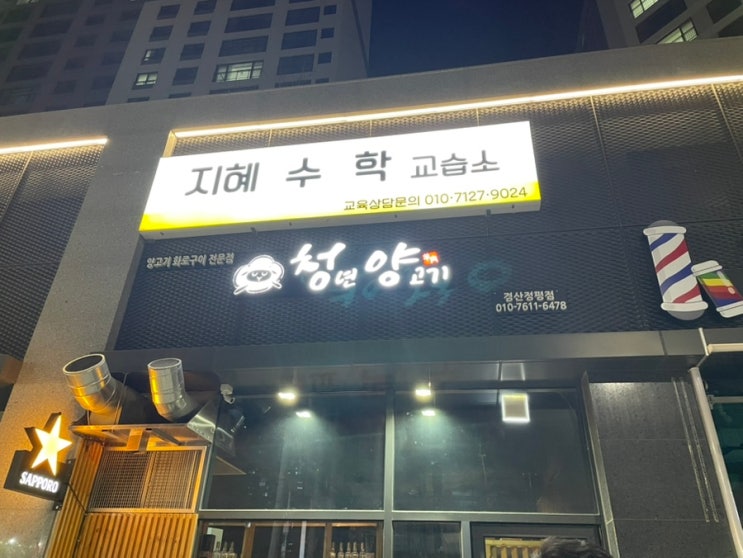 지혜 수학 교습소
교육상담문의 010·7127·9024
양고기 화로구이 전문점
청년양고기
경산정평점
010-7611-6478
SAPPORO